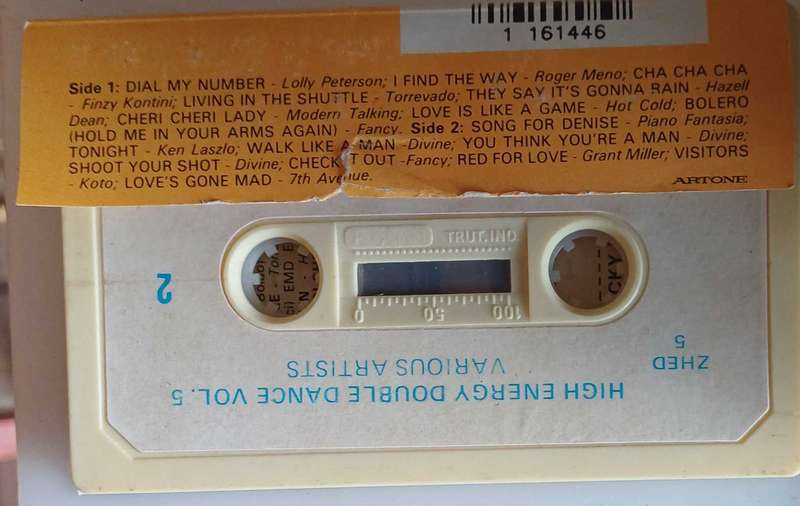 1 161446
Side 1: DIAL MY NUMBER - Lolly Peterson; I FIND THE WAY - Roger Meno; CHA CHA CHA
- Finzy Kontini; LIVING IN THE SHUTTLE - Torrevado; THEY SAY IT'S GONNA RAIN - Hazell
Dean; CHERI CHERI LADY - Modern Talking; LOVE IS LIKE A GAME - Hot Cold; BOLERO
(HOLD ME IN YOUR ARMS AGAIN) - Fancy. Side 2: SONG FOR DENISE - Piano Fantasia;
TONIGHT - Ken Laszlo; WALK LIKE A MAN - Divine; YOU THINK YOU'RE A MAN - Divine;
SHOOT YOUR SHOT - Divine; CHECK IT OUT - Fancy; RED FOR LOVE - Grant Miller; VISITORS
- Koto; LOVE'S GONE MAD - 7th Avenue.
ARTONE
TRUT.IND.
2
100 50 0
ZHED
5
VARIOUS ARTISTS
HIGH ENERGY DOUBLE DANCE VOL. 5